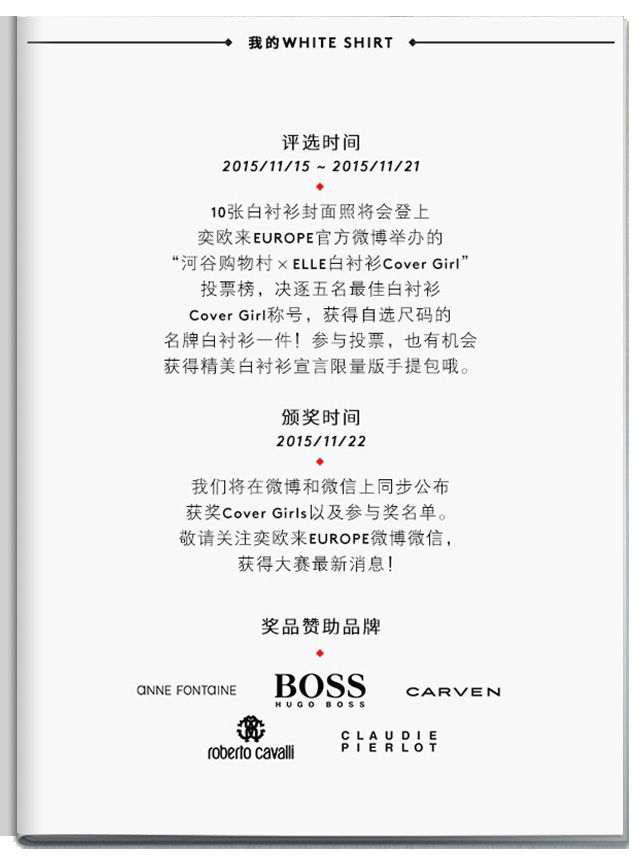 我的WHITE SHIRT
评选时间
2015/11/15 ~ 2015/11/21
10张白衬衫封面照将会登上
奕欧来EUROPE官方微博举办的
“河谷购物村×ELLE白衬衫Cover Girl”
投票榜，决逐五名最佳白衬衫
Cover Girl称号，获得自选尺码的
名牌白衬衫一件！参与投票，也有机会
获得精美白衬衫宣言限量版手提包哦。
颁奖时间
2015/11/22
我们将在微博和微信上同步公布
获奖Cover Girls以及参与奖名单。
敬请关注奕欧来EUROPE微博微信，
获得大赛最新消息！
奖品赞助品牌
ANNE FONTAINE
BOSS
HUGO BOSS
CARVEN
roberto cavalli
CLAUDIE
PIERLOT